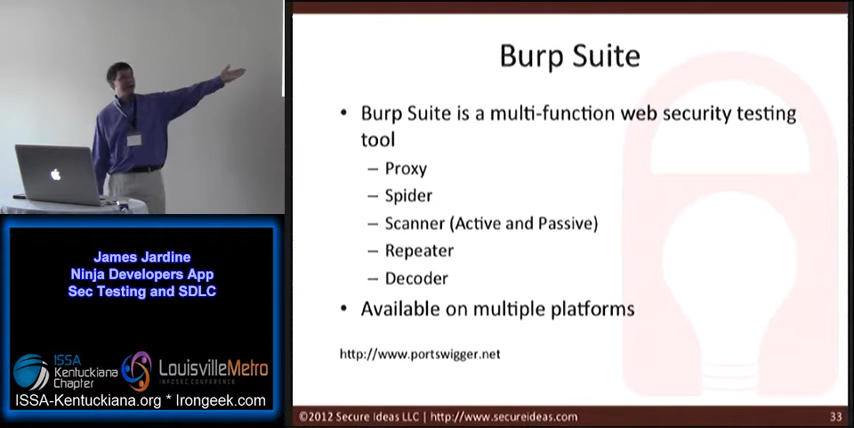 Burp Suite
• Burp Suite is a multi-function web security testing
tool
– Proxy
– Spider
– Scanner (Active and Passive)
– Repeater
– Decoder
• Available on multiple platforms
http://www.portswigger.net
©2012 Secure Ideas LLC | http://www.secureideas.com
33
James Jardine
Ninja Developers App
Sec Testing and SDLC
ISSA
Kentuckiana
Chapter
LouisvilleMetro
INFOSEC CONFERENCE
ISSA-Kentuckiana.org * Irongeek.com